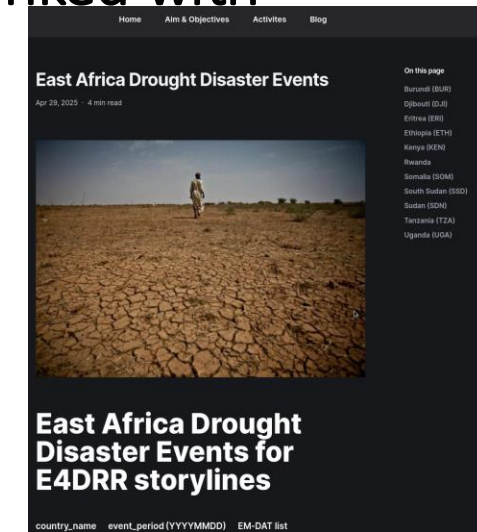 Home Aim & Objectives Activites Blog
East Africa Drought Disaster Events
Apr 29, 2025 · 4 min read
On this page
Burundi (BUR)
Djibouti (DJI)
Eritrea (ERI)
Ethiopia (ETH)
Kenya (KEN)
Rwanda
Somalia (SOM)
South Sudan (SSD)
Sudan (SDN)
Tanzania (TZA)
Uganda (UGA)
East Africa Drought
Disaster Events for
E4DRR storylines
country_name event_period (YYYYMMDD) EM-DAT list